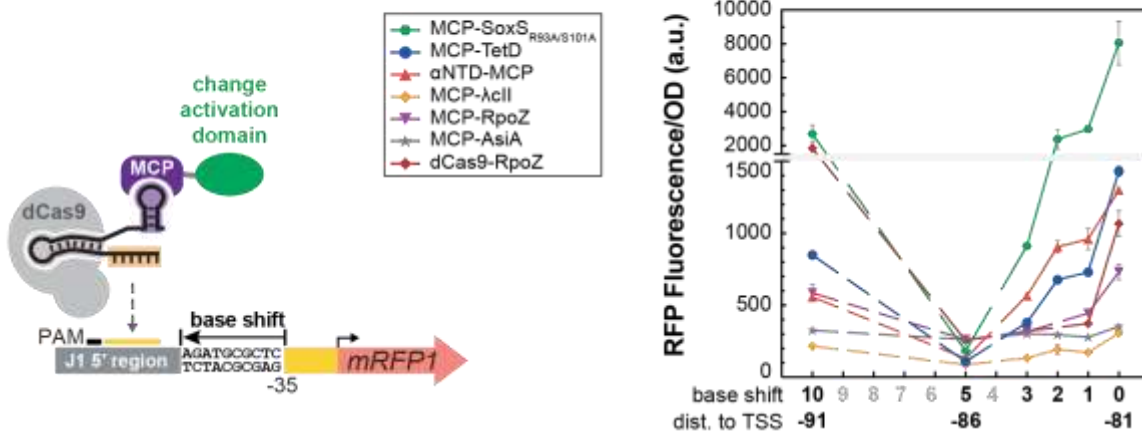 change
activation
domain
MCP
dCas9
PAM
base shift
J1 5' region
AGATGCGCTC
TCTACGCGAG
-35
mRFP1
MCP-SoxS R93A/S101A
MCP-TetD
αNTD-MCP
MCP-λcII
MCP-RpoZ
MCP-AsiA
dCas9-RpoZ
RFP Fluorescence/OD (a.u.)
10000
8000
6000
4000
2000
1500
1000
500
0
base shift 10 9 8 7 6 5 4 3 2 1 0
dist. to TSS -91 -86 -81